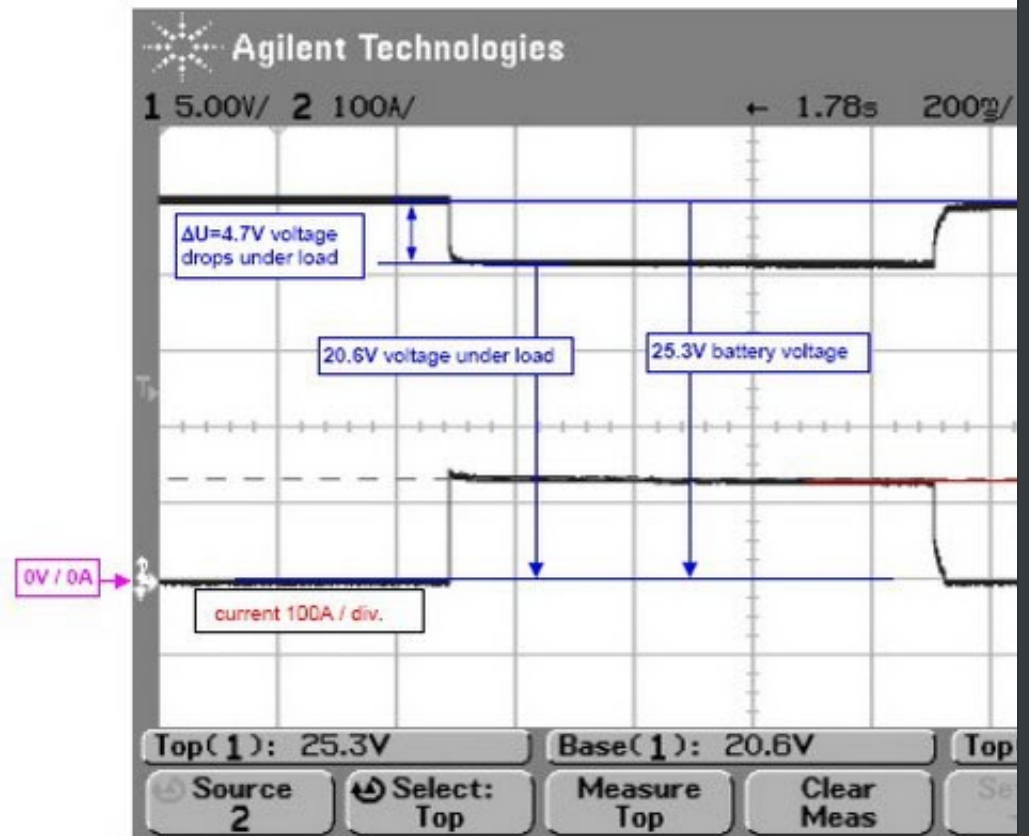 Agilent Technologies
1 5.00V/ 2 100A/ ← 1.78s 200ms/
ΔU=4.7V voltage
drops under load
20.6V voltage under load
25.3V battery voltage
T
0V / 0A
current 100A / div.
Top(1): 25.3V Base(1): 20.6V Top
Source Select: Measure Clear Se
2 Top Top Meas